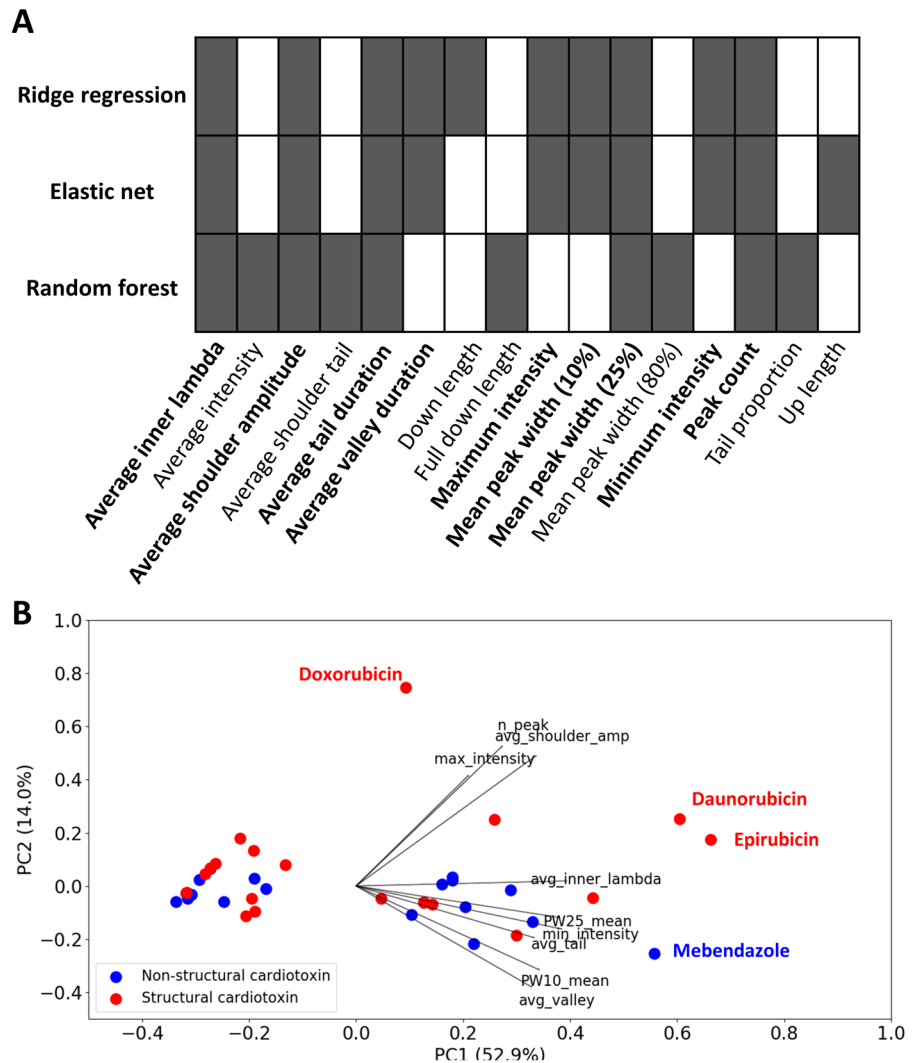 A
Ridge regression
Elastic net
Random forest
Average inner lambda
Average intensity
Average shoulder amplitude
Average shoulder tail
Average tail duration
Average valley duration
Down length
Full down length
Maximum intensity
Mean peak width (10%)
Mean peak width (25%)
Mean peak width (80%)
Minimum intensity
Peak count
Tail proportion
Up length
B
1.0
0.8
0.6
0.4
0.2
0.0
−0.2
−0.4
PC2 (14.0%)
Doxorubicin
n_peak
avg_shoulder_amp
max_intensity
Daunorubicin
Epirubicin
avg_inner_lambda
PW25_mean
min_intensity
avg_tail
Mebendazole
PW10_mean
avg_valley
Non-structural cardiotoxin
Structural cardiotoxin
−0.4 −0.2 0.0 0.2 0.4 0.6 0.8 1.0
PC1 (52.9%)